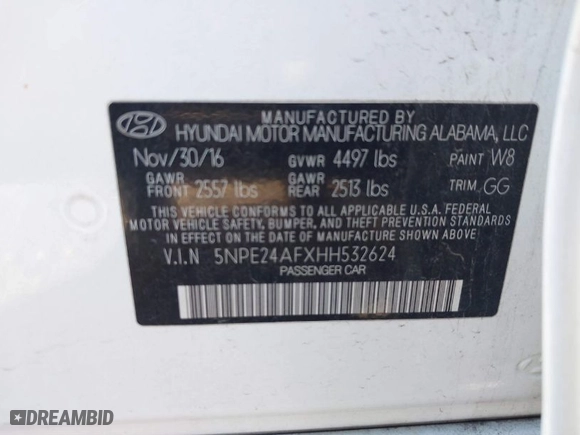 MANUFACTURED BY
HYUNDAI MOTOR MANUFACTURING ALABAMA, LLC
Nov/30/16 GVWR 4497 lbs PAINT W8
GAWR FRONT 2557 lbs GAWR REAR 2513 lbs TRIM GG
THIS VEHICLE CONFORMS TO ALL APPLICABLE U.S.A. FEDERAL
MOTOR VEHICLE SAFETY, BUMPER, AND THEFT PREVENTION
STANDARDS IN EFFECT ON THE DATE OF MANUFACTURE SHOWN ABOVE.
V.I.N 5NPE24AFXHH532624
PASSENGER CAR
DREAMBID